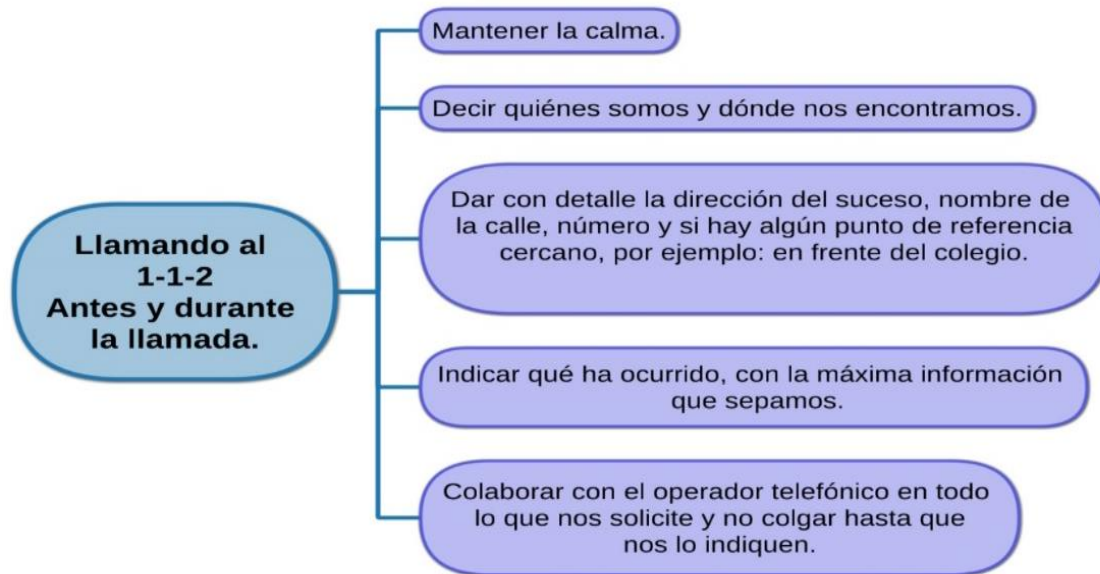 Llamando al
1-1-2
Antes y durante
la llamada.
Mantener la calma.
Decir quiénes somos y dónde nos encontramos.
Dar con detalle la dirección del suceso, nombre de
la calle, número y si hay algún punto de referencia
cercano, por ejemplo: en frente del colegio.
Indicar qué ha ocurrido, con la máxima información
que sepamos.
Colaborar con el operador telefónico en todo
lo que nos solicite y no colgar hasta que
nos lo indiquen.